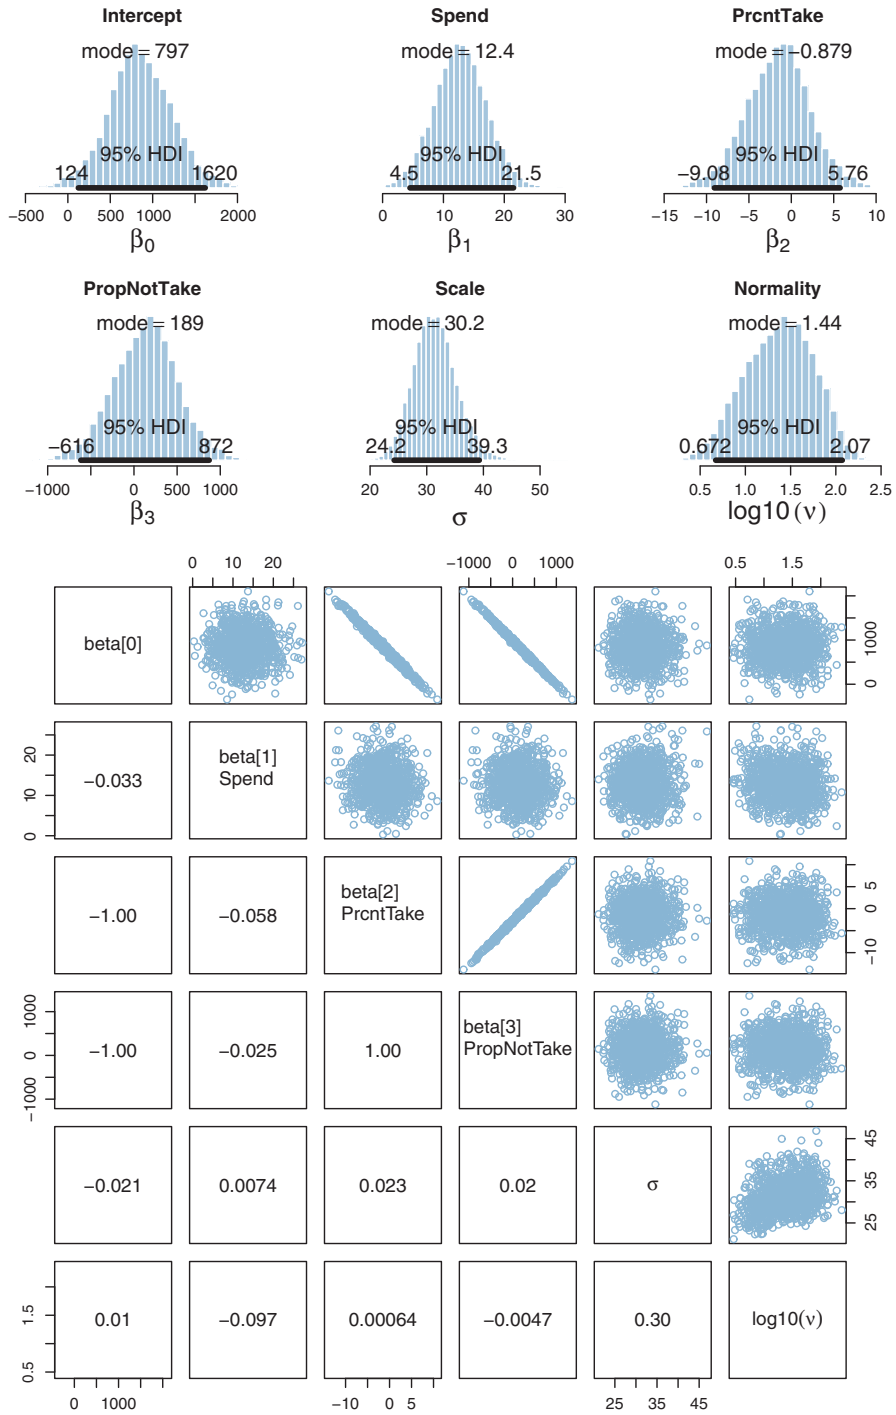 Intercept Spend PrcntTake
mode = 797 mode = 12.4 mode = −0.879
95% HDI 95% HDI 95% HDI
124 1620 4.5 21.5 −9.08 5.76
−500 0 500 1000 2000 0 10 20 30 −15 −10 −5 0 5 10
β0 β1 β2
PropNotTake Scale Normality
mode = 189 mode = 30.2 mode = 1.44
95% HDI 95% HDI 95% HDI
−616 872 24.2 39.3 0.672 2.07
−1000 0 500 1000 20 30 40 50 0.5 1.0 1.5 2.0 2.5
β3 σ log10(ν)
0 10 20 −1000 0 1000 0.5 1.5
beta[0] 0 1000
0 10 20 −0.033 beta[1]
Spend
−1.00 −0.058 beta[2]
PrcntTake −10 0 5
−1000 0 1000 −1.00 −0.025 1.00 beta[3]
PropNotTake
−0.021 0.0074 0.023 0.02 σ 25 35 45
0.5 1.5 0.01 −0.097 0.00064 −0.0047 0.30 log10(ν)
0 1000 −10 0 5 25 35 45